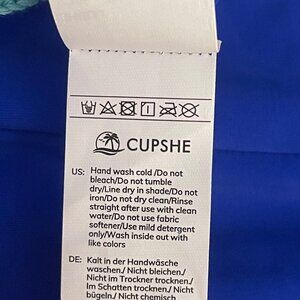 CUPSHE
US: Hand wash cold /Do not
bleach/Do not tumble
dry/Line dry in shade/Do not
iron/Do not dry clean/Rinse
straight after use with clean
water/Do not use fabric
softener/Use mild detergent
only/Wash inside out with
like colors
DE: Kalt in der Handwäsche
waschen./ Nicht bleichen./
Nicht im Trockner trocknen./
Im Schatten trocknen./ Nicht
bügeln./ Nicht chemisch